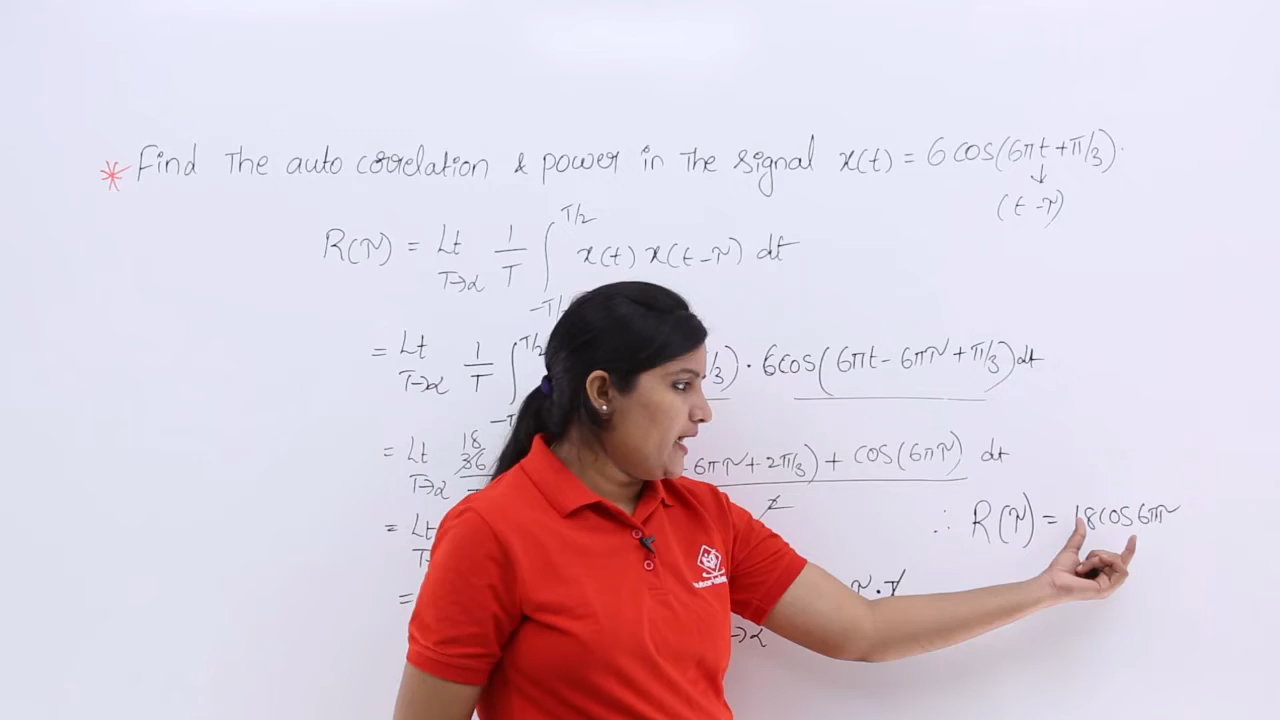 * Find The auto correlation & power in The signal x(t) = 6 cos(6πt + π/3).
↓
(t - τ)
R(τ) = Lt T→α 1/T ∫ -T/ T/2 x(t) x(t-τ) dt
= Lt T→α 1/T ∫ -T T/2 /3) · 6cos(6πt - 6πτ + π/3) dt
= Lt T→α 18 36 - 6πτ + 2π/3) + cos(6πτ) dt
2
= Lt T
∴ R(τ) = 18 cos 6πτ
= τ · T
→α